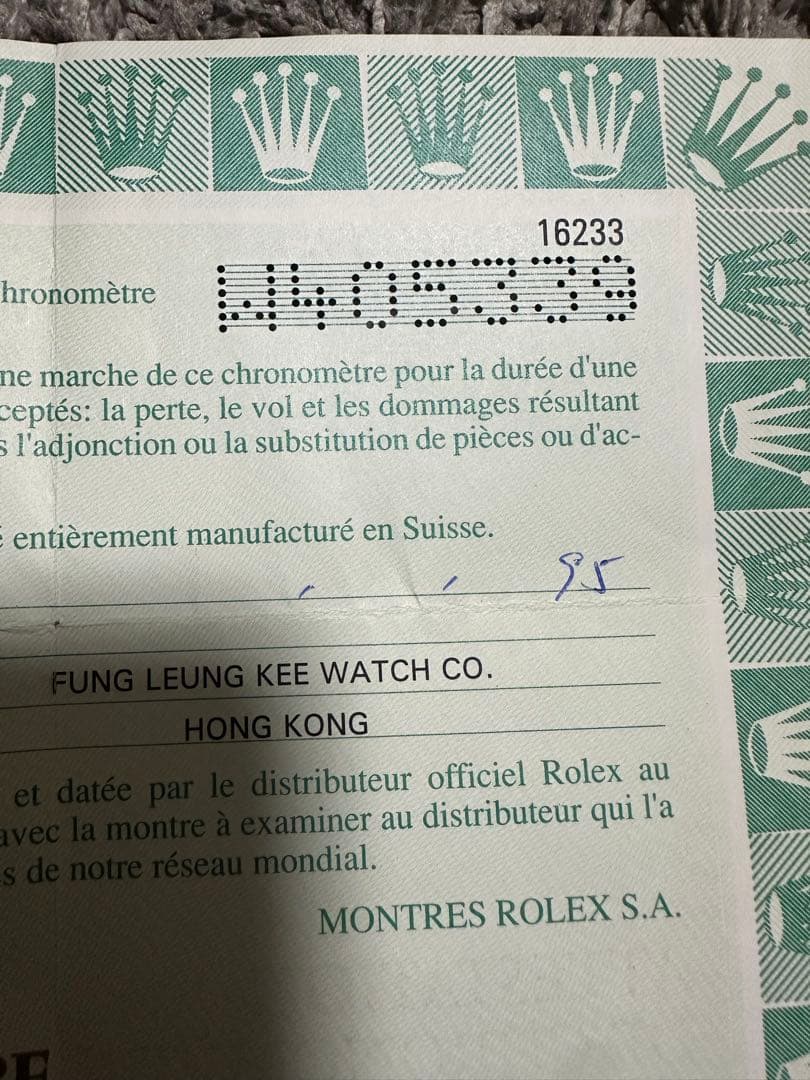 16233
hronomètre W405339
ne marche de ce chronomètre pour la durée d'une
ceptés: la perte, le vol et les dommages résultant
s l'adjonction ou la substitution de pièces ou d'ac-
é entièrement manufacturé en Suisse.
95
FUNG LEUNG KEE WATCH CO.
HONG KONG
et datée par le distributeur officiel Rolex au
avec la montre à examiner au distributeur qui l'a
s de notre réseau mondial.
MONTRES ROLEX S.A.
RE